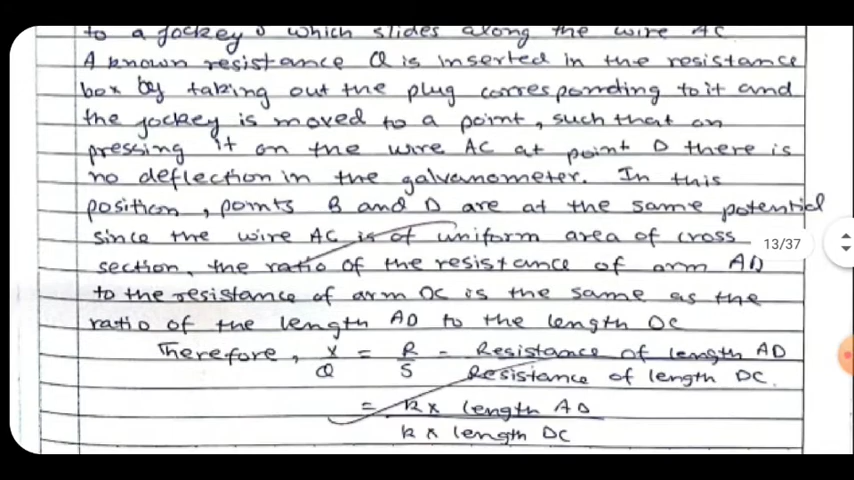 to a jockey J which slides along the wire AC
A known resistance Q is inserted in the resistance
box by taking out the plug corresponding to it and
the jockey is moved to a point, such that on
pressing it on the wire AC at point D there is
no deflection in the galvanometer. In this
position, points B and D are at the same potential
since the wire AC is of uniform area of cross
13/37
section, the ratio of the resistance of arm AD
to the resistance of arm DC is the same as the
ratio of the length AD to the length DC
Therefore, X/Q = R/S = Resistance of length AD
Resistance of length DC.
= k x length AD
k x length DC